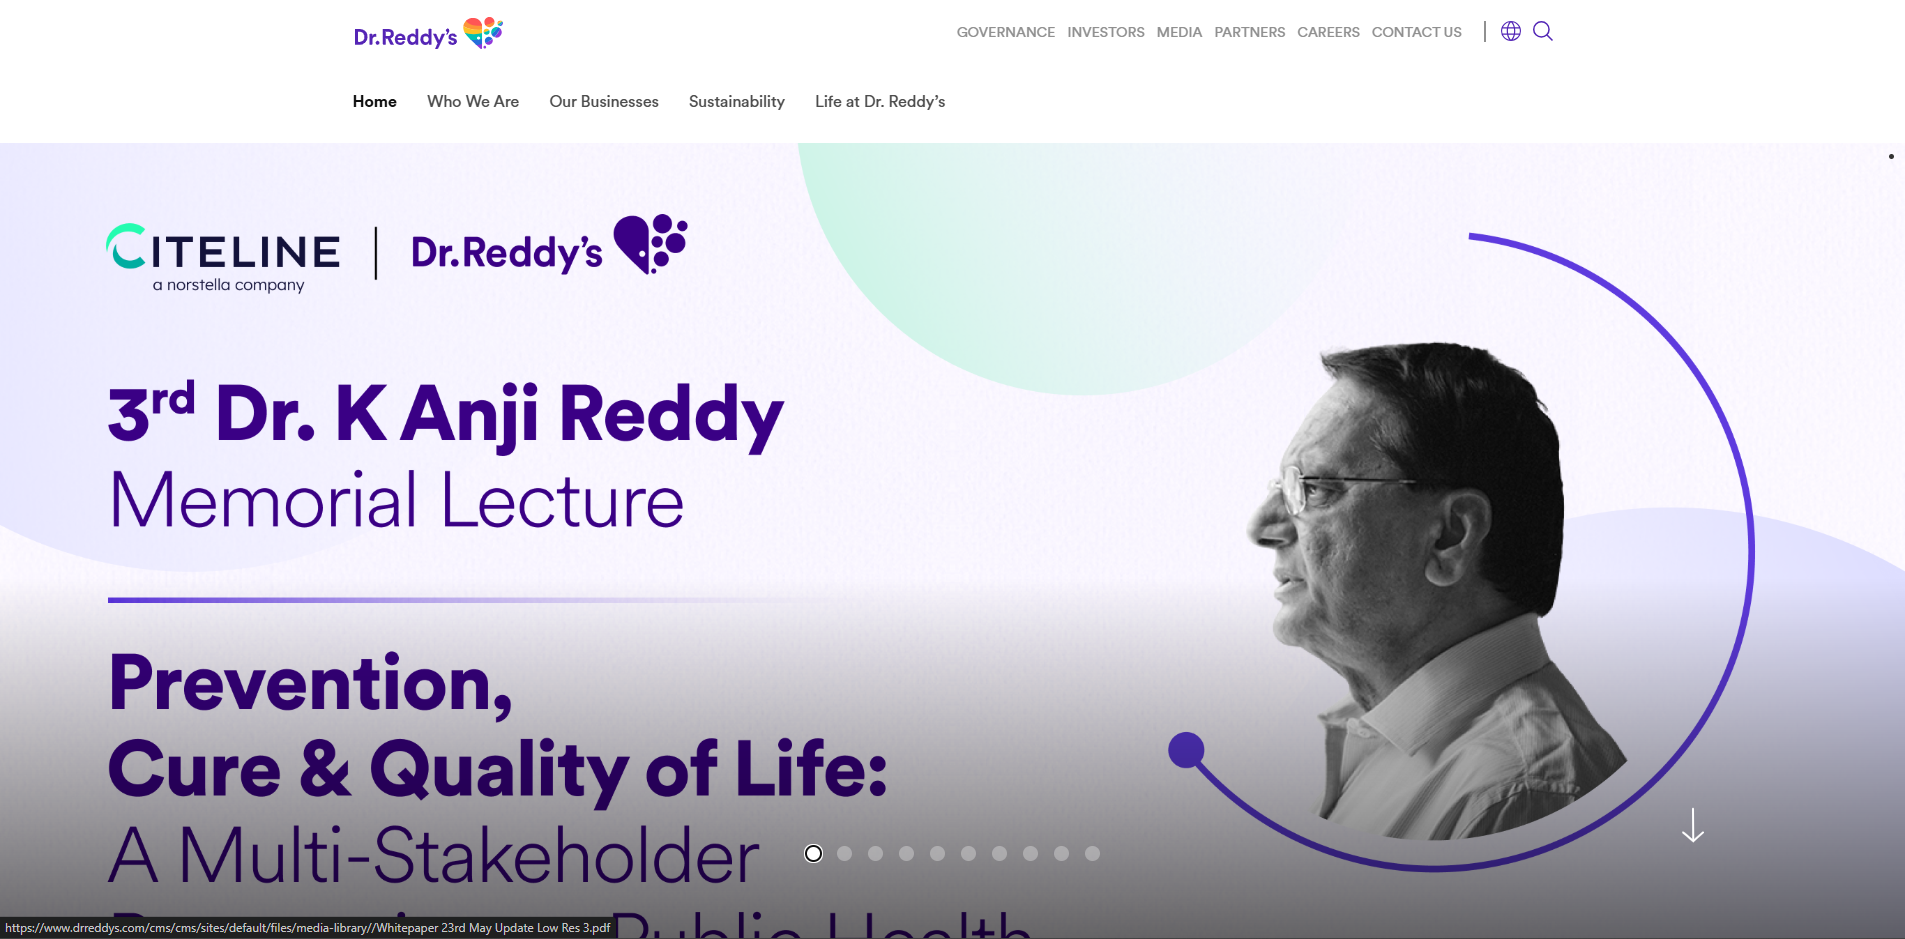 Dr.Reddy's
GOVERNANCE INVESTORS MEDIA PARTNERS CAREERS CONTACT US
Home Who We Are Our Businesses Sustainability Life at Dr. Reddy's
CITELINE
a norstella company
Dr.Reddy's
3rd Dr. K Anji Reddy
Memorial Lecture
Prevention,
Cure & Quality of Life:
A Multi-Stakeholder
Public Health
https://www.drreddys.com/cms/cms/sites/default/files/media-library//Whitepaper 23rd May Update Low Res 3.pdf